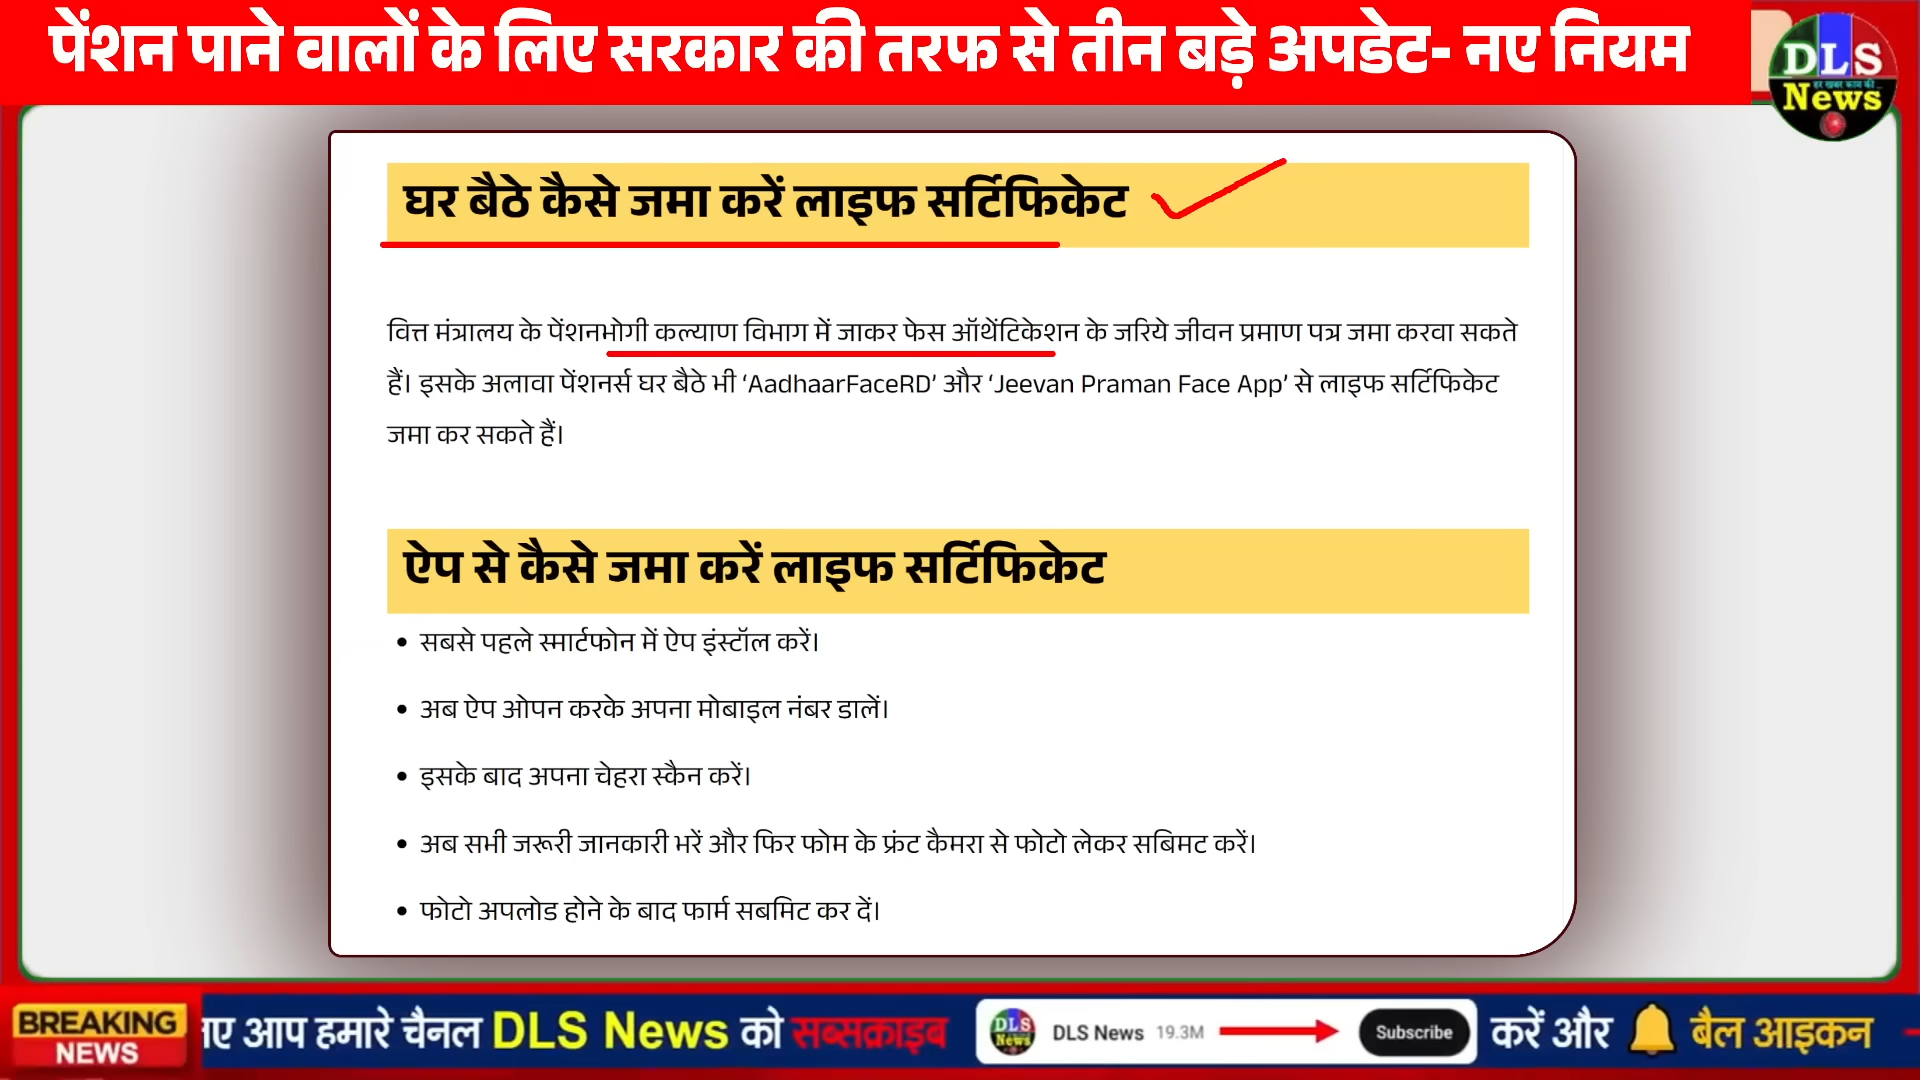 पेंशन पाने वालों के लिए सरकार की तरफ से तीन बड़े अपडेट- नए नियम
DLS
हर खबर काम की
News
घर बैठे कैसे जमा करें लाइफ सर्टिफिकेट
वित्त मंत्रालय के पेंशनभोगी कल्याण विभाग में जाकर फेस ऑथेंटिकेशन के जरिये जीवन प्रमाण पत्र जमा करवा सकते
हैं। इसके अलावा पेंशनर्स घर बैठे भी ‘AadhaarFaceRD’ और ‘Jeevan Praman Face App’ से लाइफ सर्टिफिकेट
जमा कर सकते हैं।
ऐप से कैसे जमा करें लाइफ सर्टिफिकेट
• सबसे पहले स्मार्टफोन में ऐप इंस्टॉल करें।
• अब ऐप ओपन करके अपना मोबाइल नंबर डालें।
• इसके बाद अपना चेहरा स्कैन करें।
• अब सभी जरूरी जानकारी भरें और फिर फोम के फ्रंट कैमरा से फोटो लेकर सबिमट करें।
• फोटो अपलोड होने के बाद फार्म सबमिट कर दें।
BREAKING
NEWS
आप हमारे चैनल DLS News को सब्सक्राइब DLS News DLS News 19.3M Subscribe करें और बैल आइकन